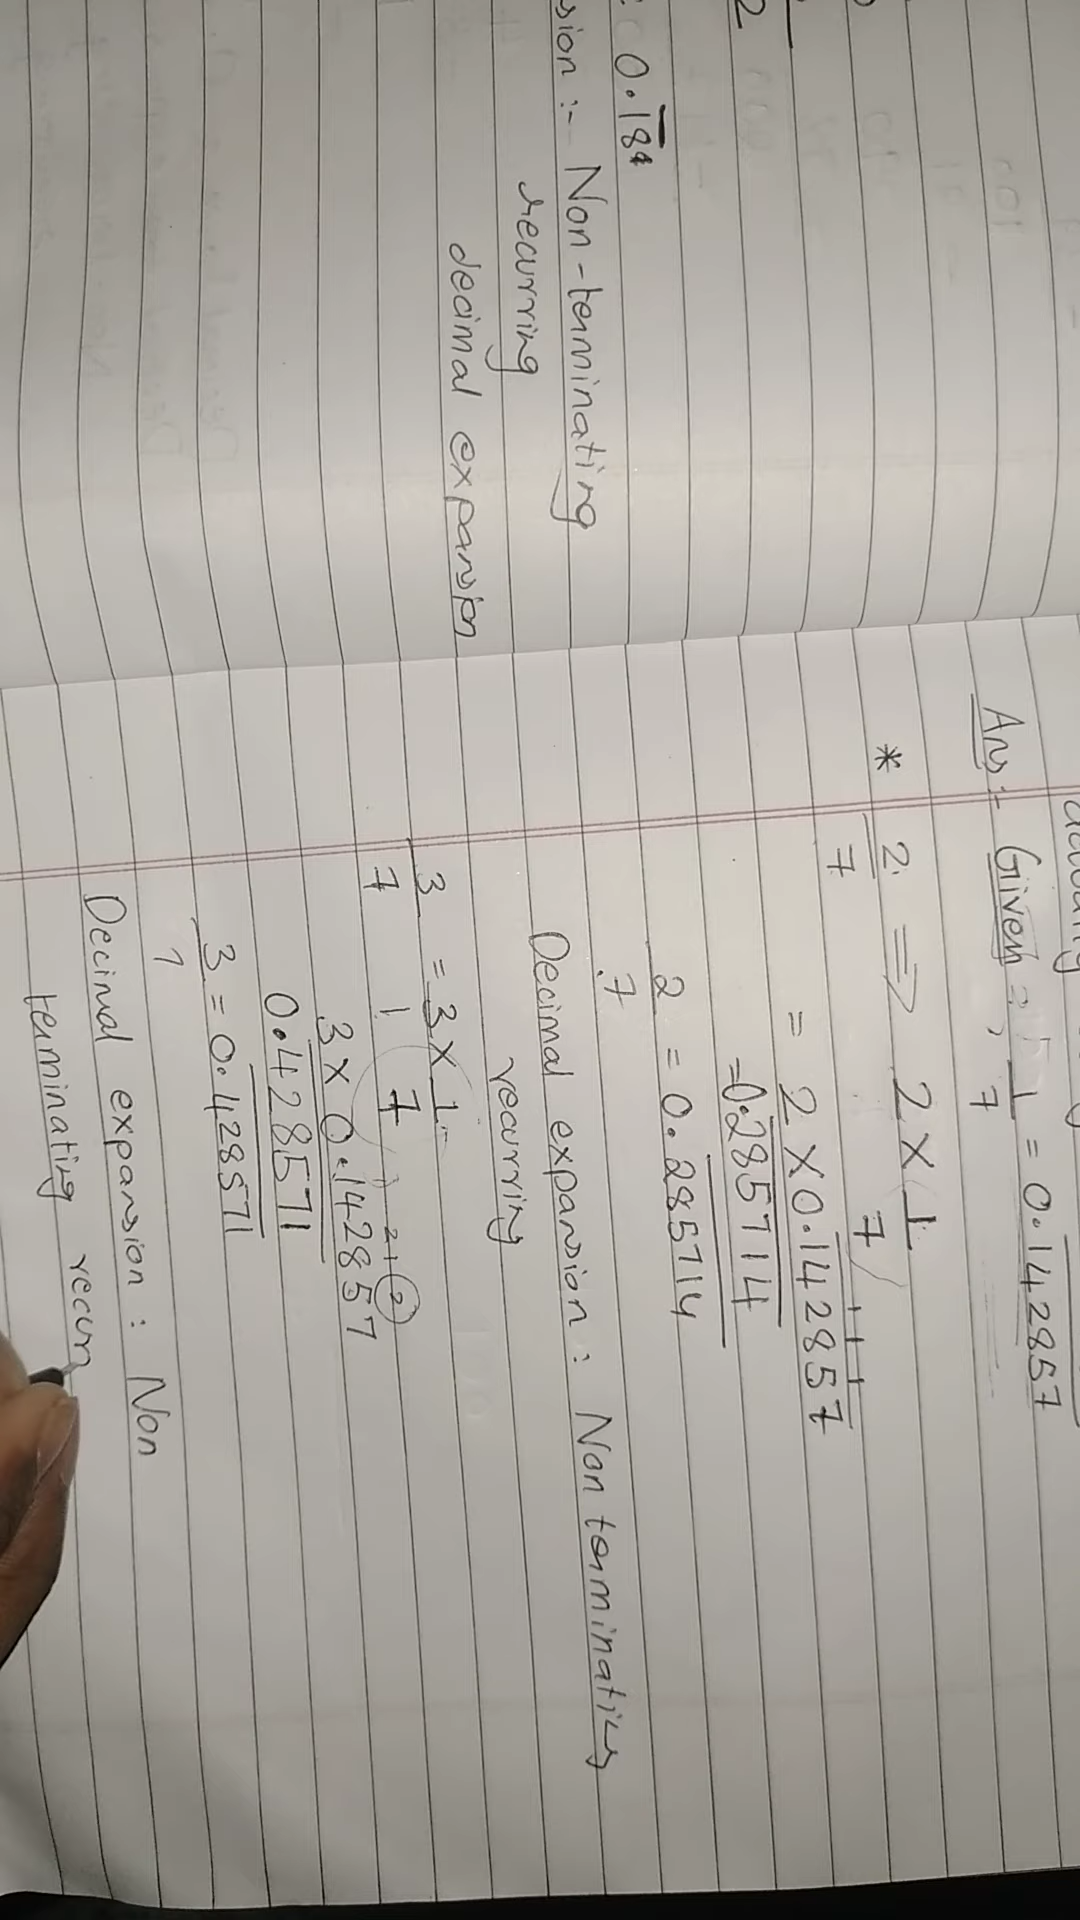 2
: 0.18
sion :- Non-terminating
recurring
decimal expansion
Ans:- Given 1/7 = 0.142857
* 2/7 ⇒ 2 × 1/7
= 2 × 0.142857
= 0.285714
2/7 = 0.285714
Decimal expansion : Non terminating
recurring
3/7 = 3 × 1/7
3 × 0.142857
0.428571
3/7 = 0.428571
Decimal expansion : Non
terminating recurr